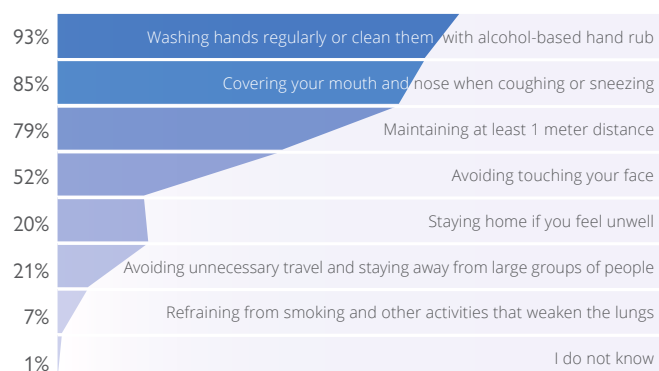 93% Washing hands regularly or clean them with alcohol-based hand rub
85% Covering your mouth and nose when coughing or sneezing
79% Maintaining at least 1 meter distance
52% Avoiding touching your face
20% Staying home if you feel unwell
21% Avoiding unnecessary travel and staying away from large groups of people
7% Refraining from smoking and other activities that weaken the lungs
1% I do not know